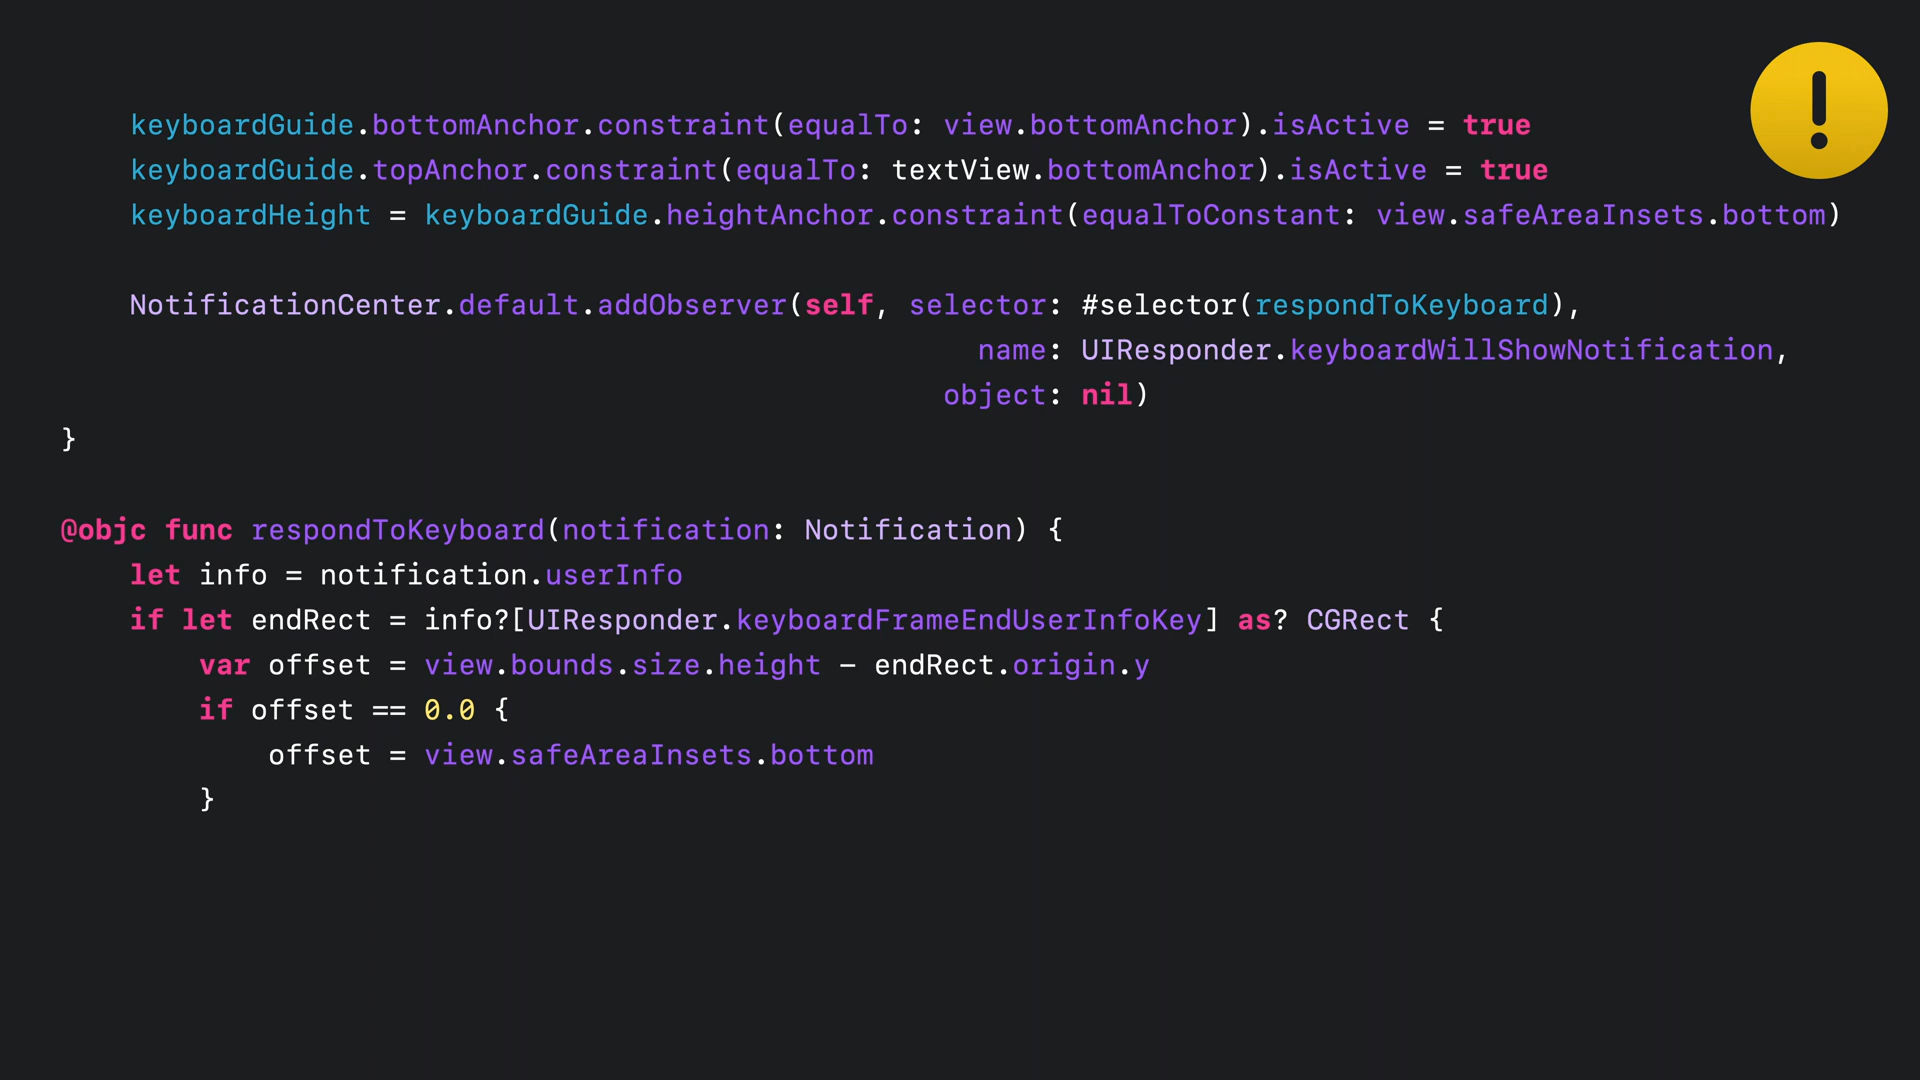 keyboardGuide.bottomAnchor.constraint(equalTo: view.bottomAnchor).isActive = true
keyboardGuide.topAnchor.constraint(equalTo: textView.bottomAnchor).isActive = true
keyboardHeight = keyboardGuide.heightAnchor.constraint(equalToConstant: view.safeAreaInsets.bottom)
NotificationCenter.default.addObserver(self, selector: #selector(respondToKeyboard),
name: UIResponder.keyboardWillShowNotification,
object: nil)
}
@objc func respondToKeyboard(notification: Notification) {
let info = notification.userInfo
if let endRect = info?[UIResponder.keyboardFrameEndUserInfoKey] as? CGRect {
var offset = view.bounds.size.height – endRect.origin.y
if offset == 0.0 {
offset = view.safeAreaInsets.bottom
}